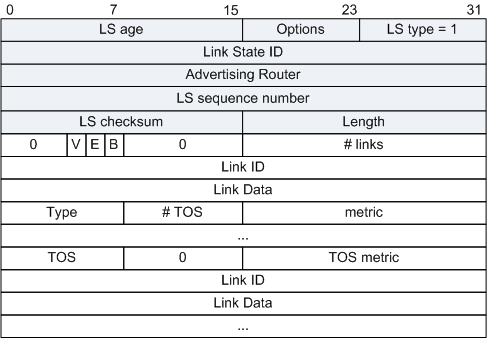 0 7 15 23 31
LS age Options LS type = 1
Link State ID
Advertising Router
LS sequence number
LS checksum Length
0 V E B 0 # links
Link ID
Link Data
Type # TOS metric
...
TOS 0 TOS metric
Link ID
Link Data
...